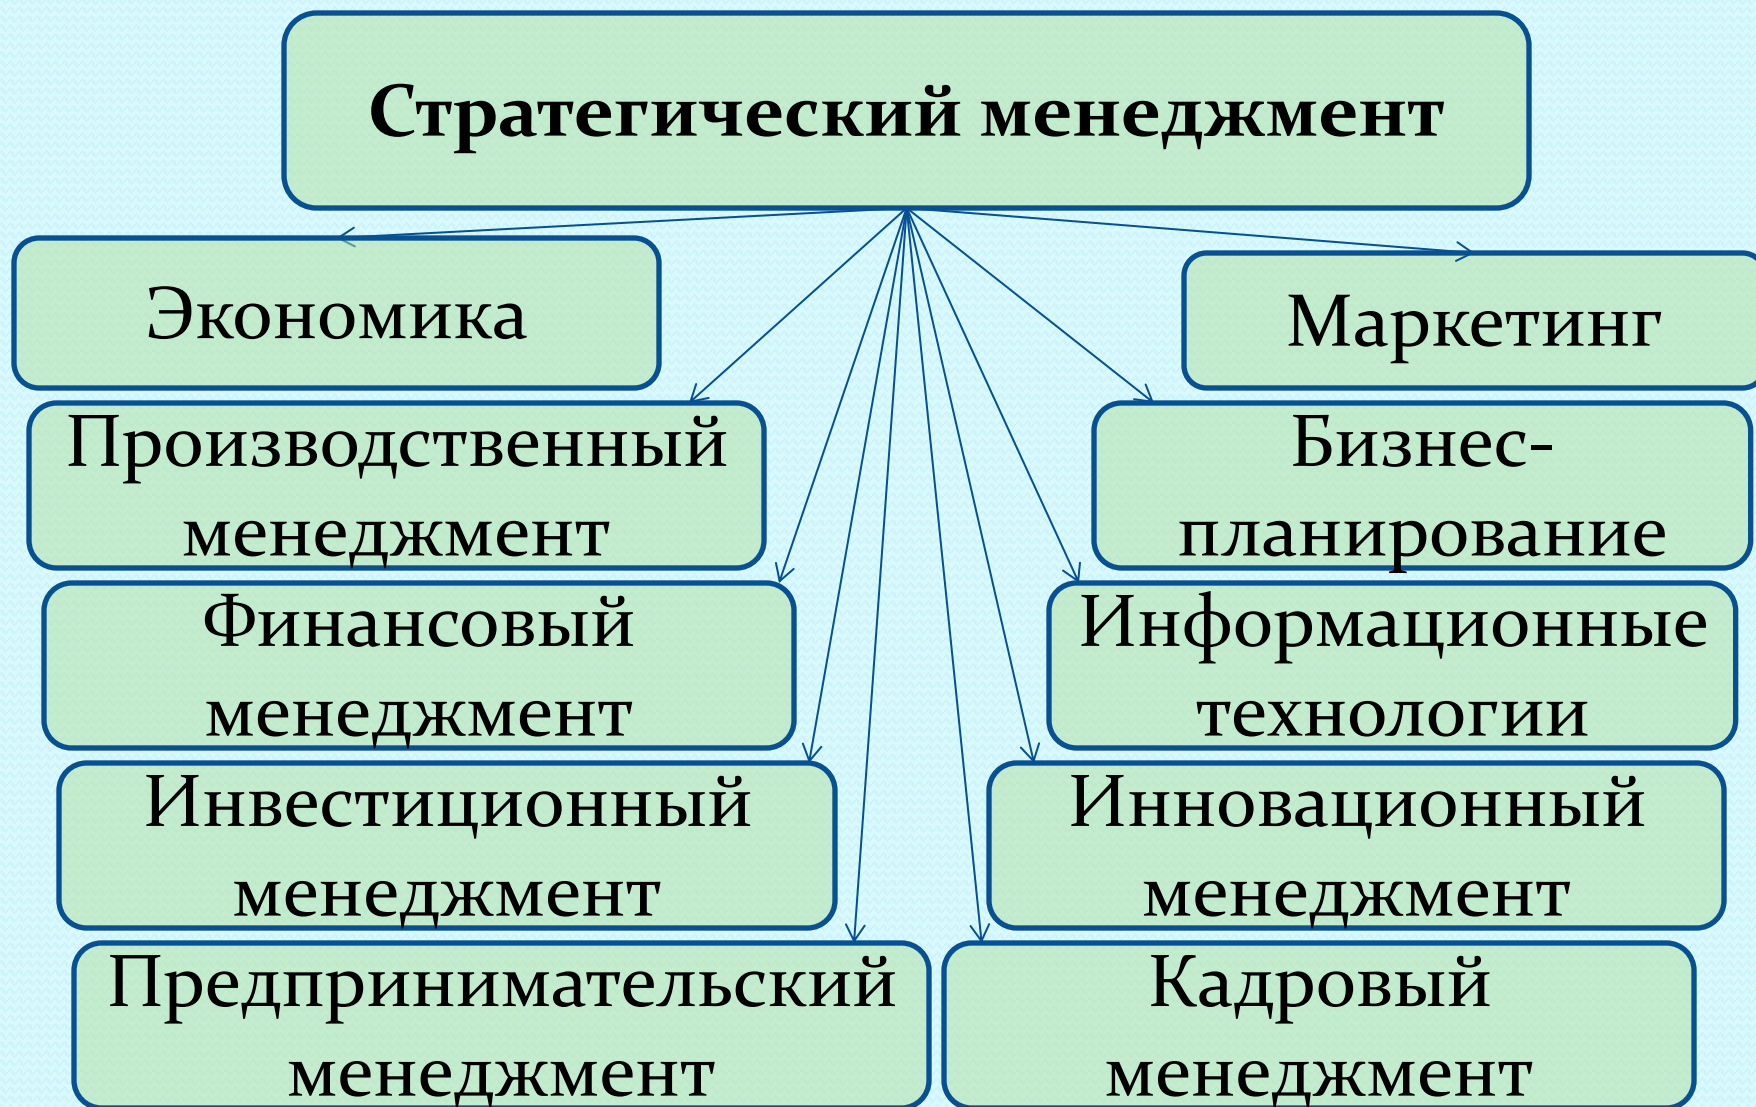 Стратегический менеджмент
Экономика
Маркетинг
Производственный
менеджмент
Бизнес-
планирование
Финансовый
менеджмент
Информационные
технологии
Инвестиционный
менеджмент
Инновационный
менеджмент
Предпринимательский
менеджмент
Кадровый
менеджмент